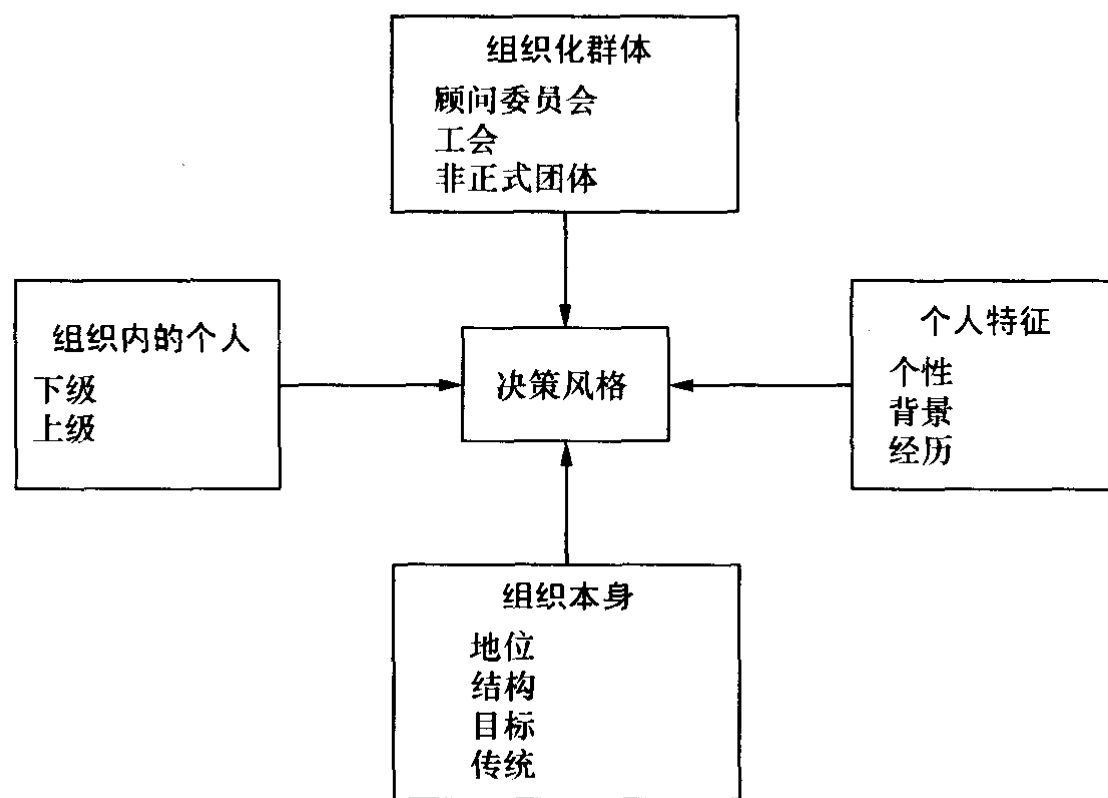 组织化群体
顾问委员会
工会
非正式团体
组织内的个人
下级
上级
决策风格
个人特征
个性
背景
经历
组织本身
地位
结构
目标
传统